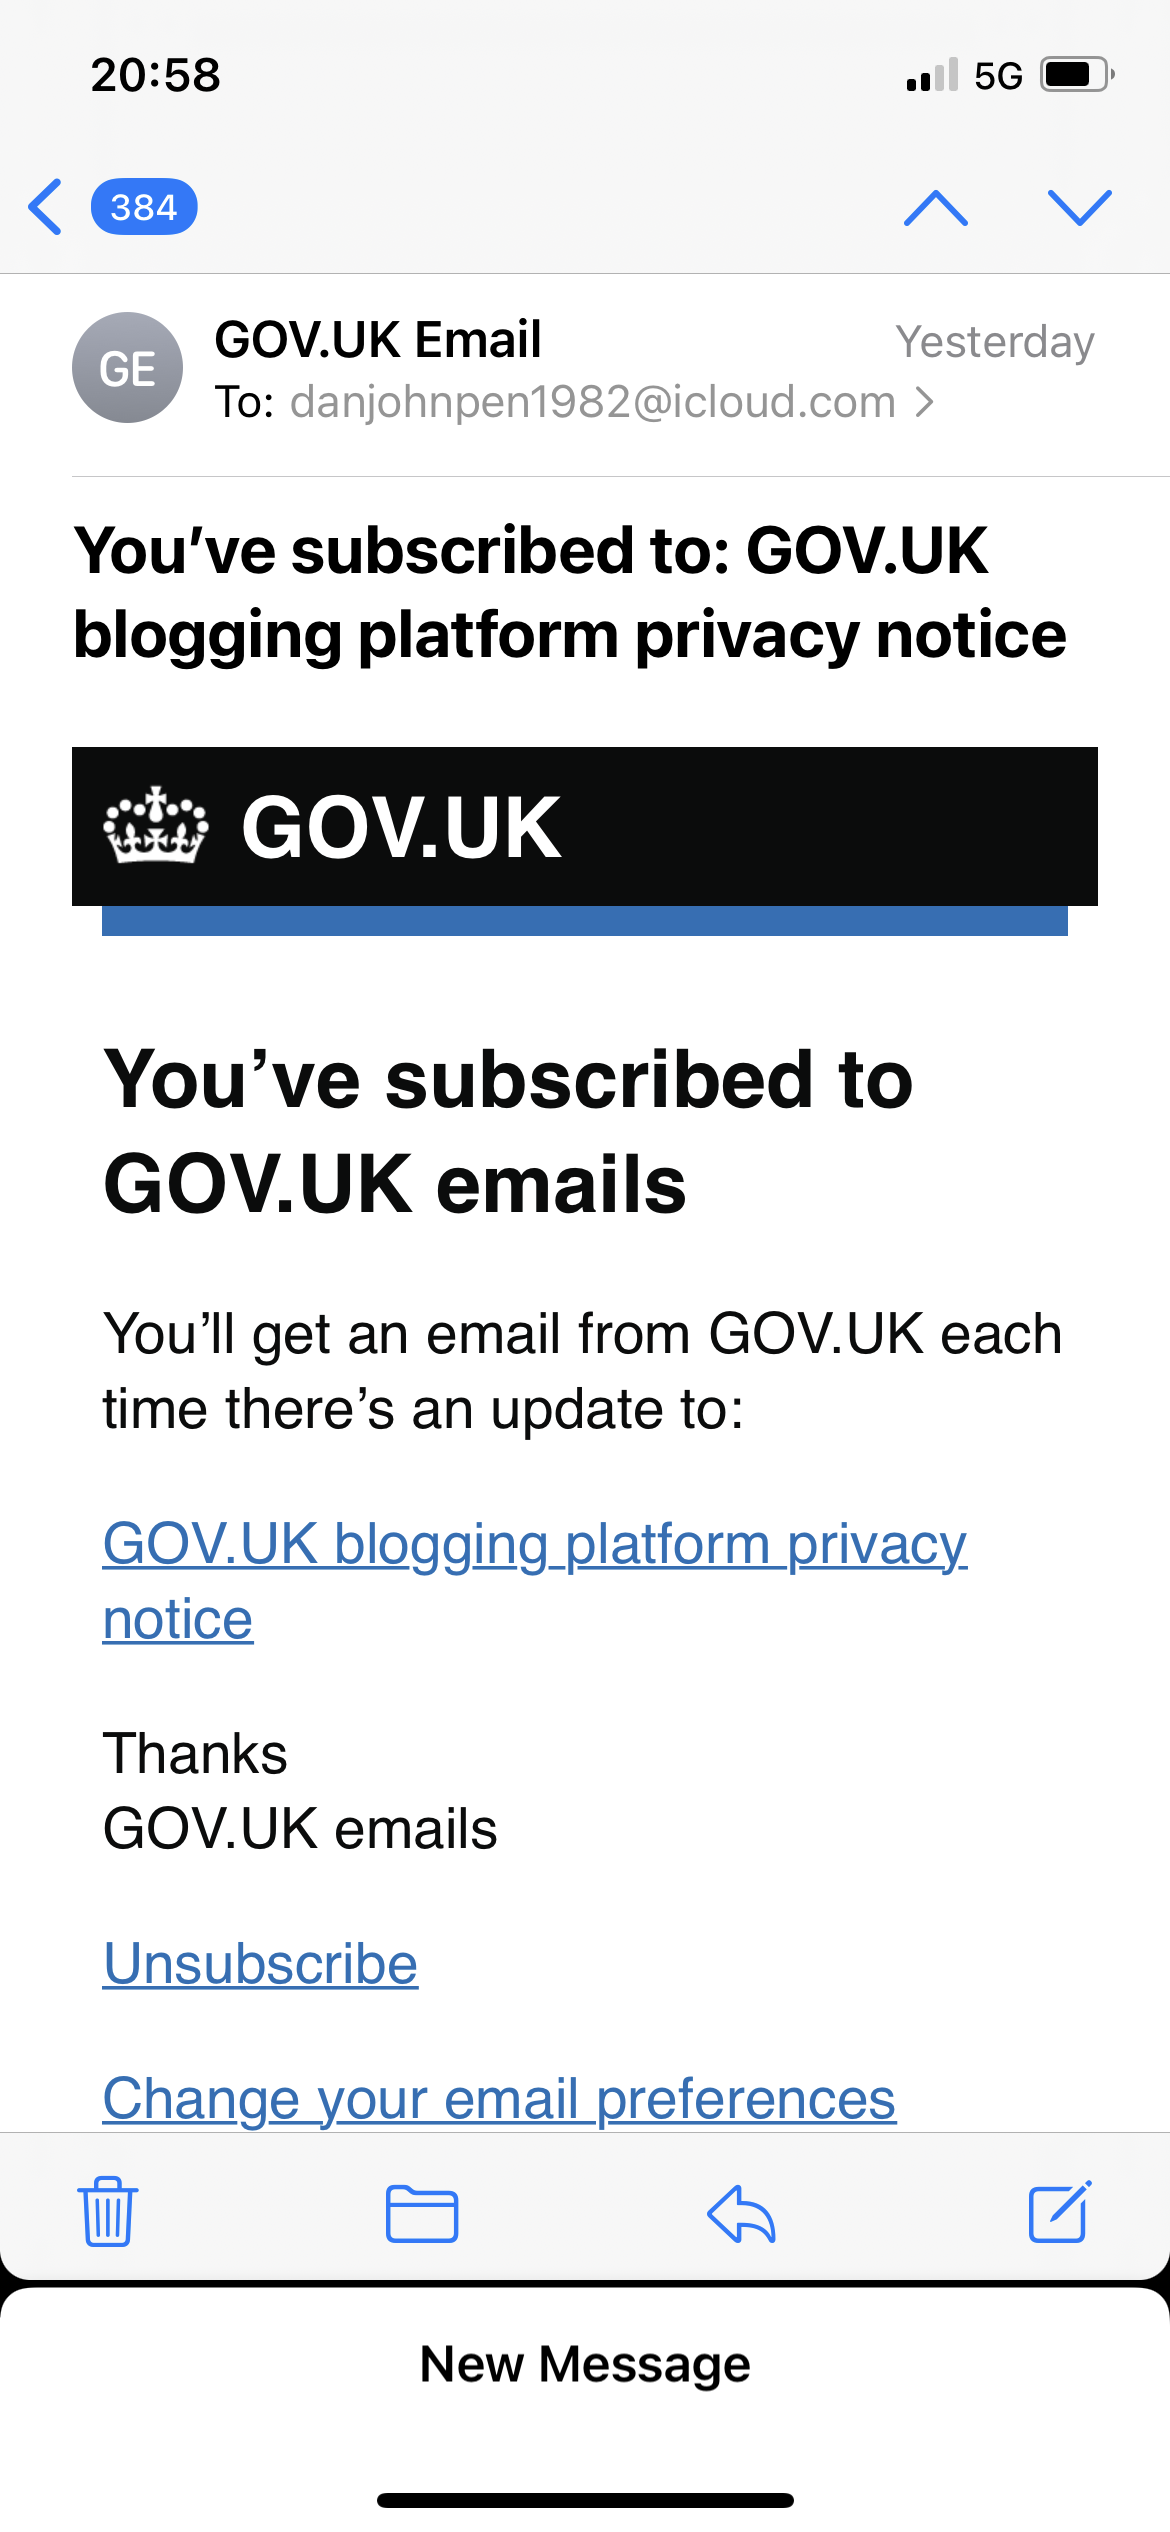 20:58
5G
384
GE
GOV.UK Email
Yesterday
To: danjohnpen1982@icloud.com
You've subscribed to: GOV.UK
blogging platform privacy notice
GOV.UK
You’ve subscribed to
GOV.UK emails
You’ll get an email from GOV.UK each
time there’s an update to:
GOV.UK blogging platform privacy
notice
Thanks
GOV.UK emails
Unsubscribe
Change your email preferences
New Message